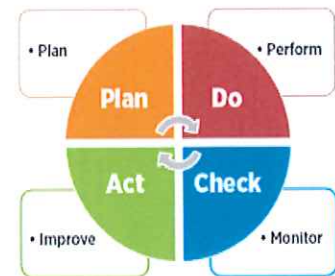 • Plan
• Perform
Plan
Do
Act
Check
• Improve
• Monitor